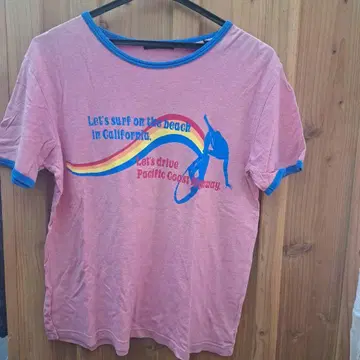 Let's surf on the beach
in California.
Let's drive
Pacific Coast